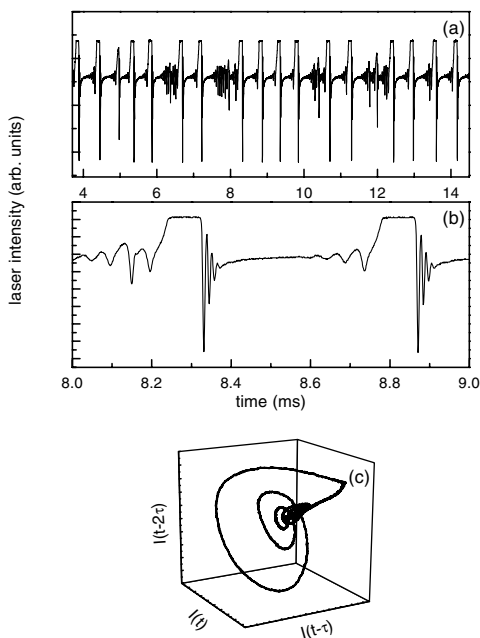 (a)
4 6 8 10 12 14
laser intensity (arb. units)
(b)
8.0 8.2 8.4 8.6 8.8 9.0
time (ms)
(c)
I(t-2τ)
I(t)
I(t-τ)